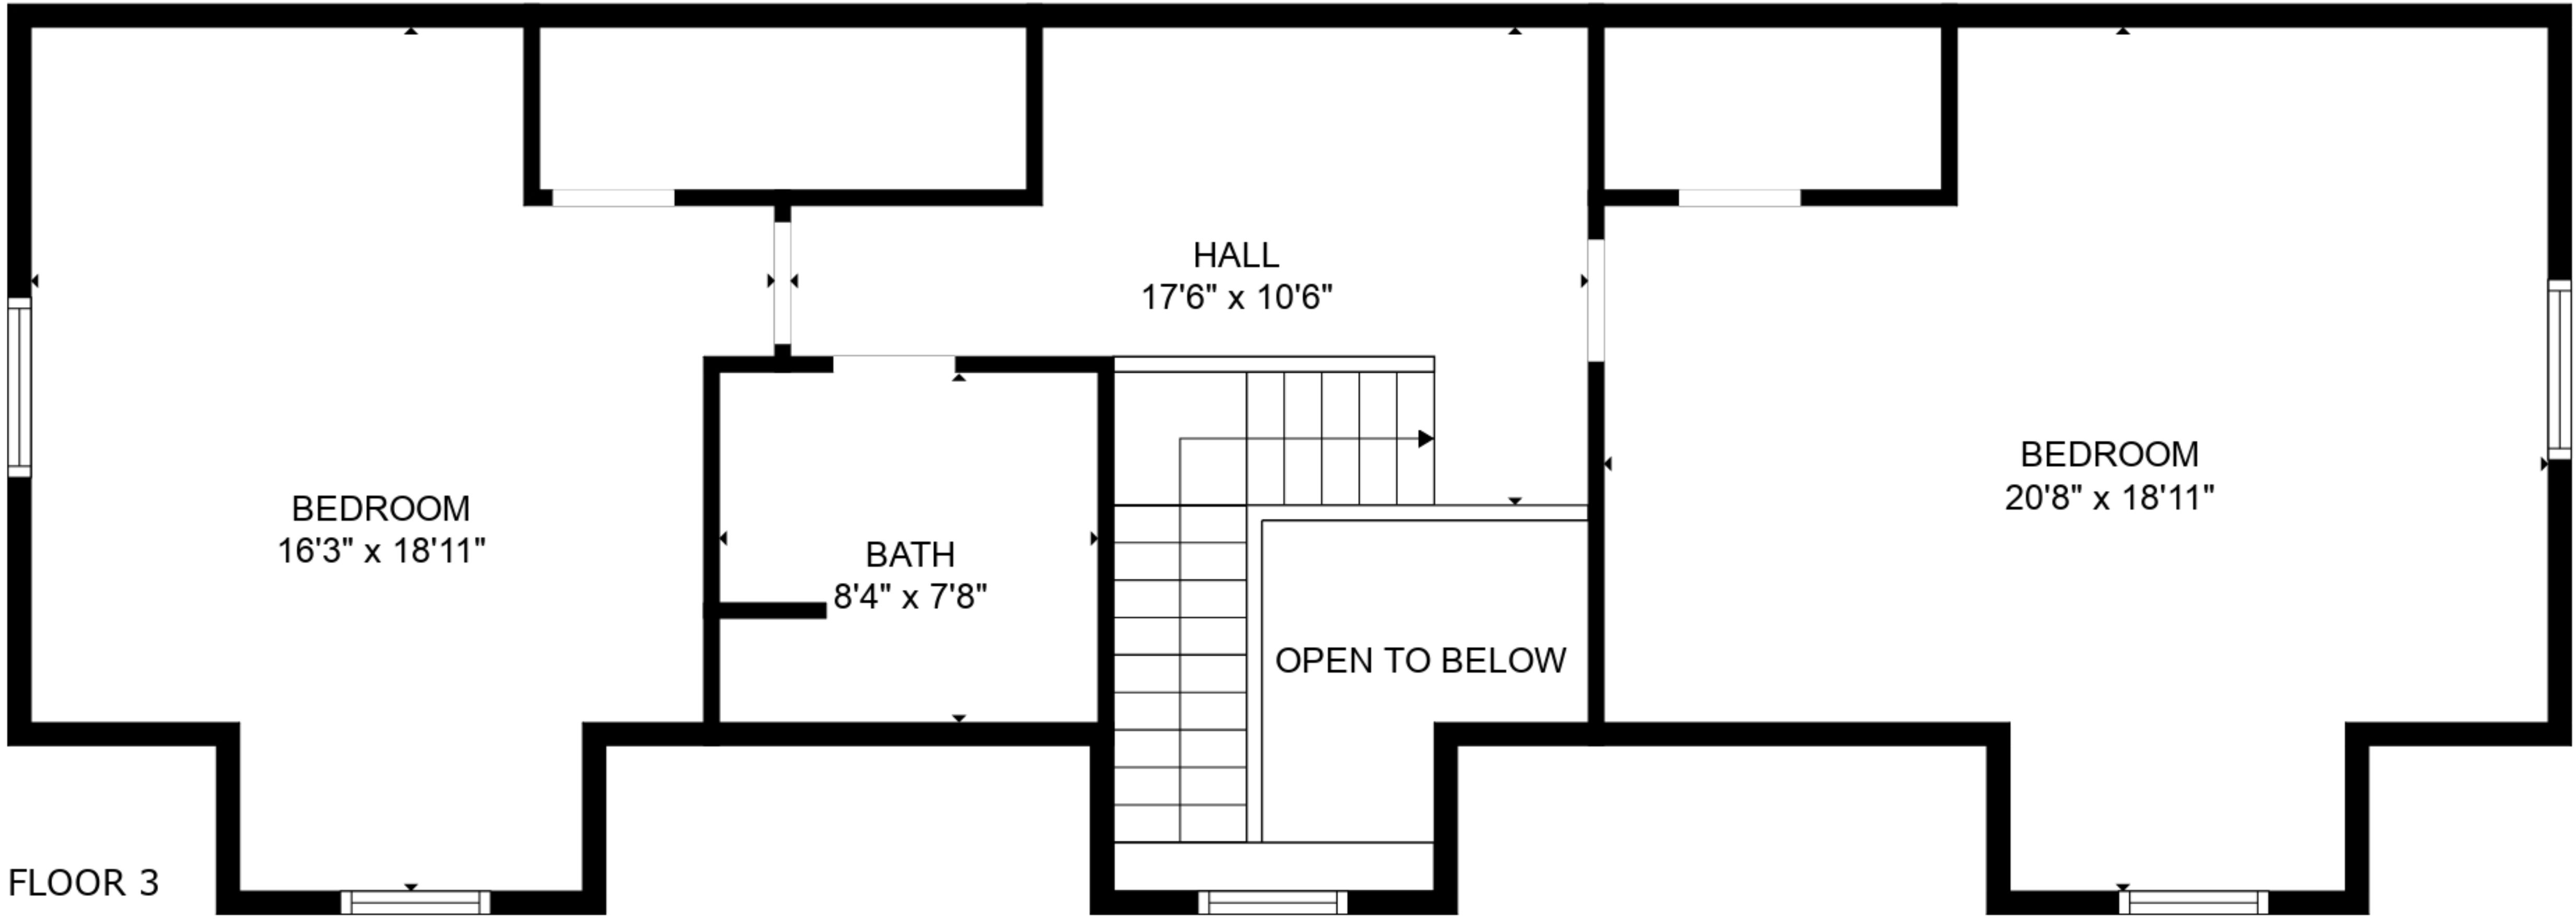 HALL
17'6" x 10'6"
BEDROOM
20'8" x 18'11"
BEDROOM
16'3" x 18'11"
BATH
8'4" x 7'8"
OPEN TO BELOW
FLOOR 3